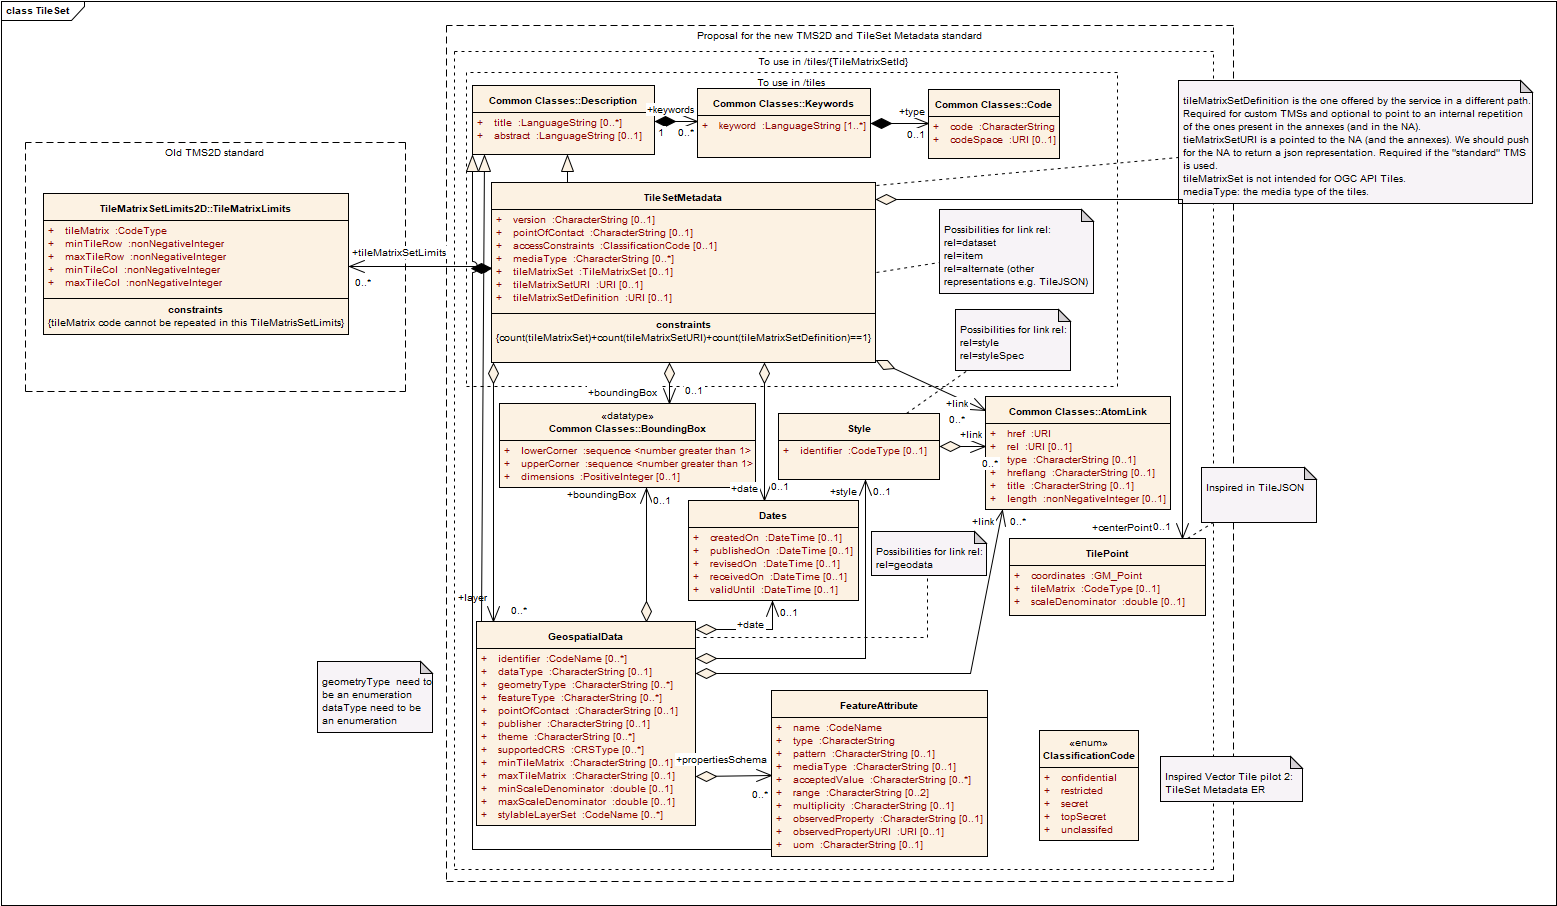 class TileSet
Proposal for the new TMS2D and TileSet Metadata standard
To use in /tiles/{TileMatrixSetId}
To use in /tiles
Common Classes::Description
+ title :LanguageString [0..*]
+ abstract :LanguageString [0..1]
+keywords
1
0..*
Common Classes::Keywords
+ keyword :LanguageString [1..*]
+type
0..1
Common Classes::Code
+ code :CharacterString
+ codeSpace :URI [0..1]
tileMatrixSetDefinition is the one offered by the service in a different path.
Required for custom TMSs and optional to point to an internal repetition
of the ones present in the annexes (and in the NA).
tieMatrixSetURI is a pointed to the NA (and the annexes). We should push
for the NA to return a json representation. Required if the "standard" TMS
is used.
tileMatrixSet is not intended for OGC API Tiles.
mediaType: the media type of the tiles.
Old TMS2D standard
TileMatrixSetLimits2D::TileMatrixLimits
+ tileMatrix :CodeType
+ minTileRow :nonNegativeInteger
+ maxTileRow :nonNegativeInteger
+ minTileCol :nonNegativeInteger
+ maxTileCol :nonNegativeInteger
constraints
{tileMatrix code cannot be repeated in this TileMatrisSetLimits}
+tileMatrixSetLimits
0..*
TileSetMetadata
+ version :CharacterString [0..1]
+ pointOfContact :CharacterString [0..1]
+ accessConstraints :ClassificationCode [0..1]
+ mediaType :CharacterString [0..*]
+ tileMatrixSet :TileMatrixSet [0..1]
+ tileMatrixSetURI :URI [0..1]
+ tileMatrixSetDefinition :URI [0..1]
constraints
{count(tileMatrixSet)+count(tileMatrixSetURI)+count(tileMatrixSetDefinition)==1}
Possibilities for link rel:
rel=dataset
rel=item
rel=alternate (other
representations e.g. TileJSON)
Possibilities for link rel:
rel=style
rel=styleSpec
+boundingBox
0..1
«datatype»
Common Classes::BoundingBox
+ lowerCorner :sequence <number greater than 1>
+ upperCorner :sequence <number greater than 1>
+ dimensions :PositiveInteger [0..1]
+boundingBox
0..1
Style
+ identifier :CodeType [0..1]
+style
0..1
+link
0..*
+link
0..*
Common Classes::AtomLink
+ href :URI
+ rel :URI [0..1]
+ type :CharacterString [0..1]
+ hreflang :CharacterString [0..1]
+ title :CharacterString [0..1]
+ length :nonNegativeInteger [0..1]
+link
0..*
Inspired in TileJSON
+centerPoint
0..1
TilePoint
+ coordinates :GM_Point
+ tileMatrix :CodeType [0..1]
+ scaleDenominator :double [0..1]
+date
0..1
Dates
+ createdOn :DateTime [0..1]
+ publishedOn :DateTime [0..1]
+ revisedOn :DateTime [0..1]
+ receivedOn :DateTime [0..1]
+ validUntil :DateTime [0..1]
0..1
+date
Possibilities for link rel:
rel=geodata
+layer
0..*
GeospatialData
+ identifier :CodeName [0..*]
+ dataType :CharacterString [0..1]
+ geometryType :CharacterString [0..*]
+ featureType :CharacterString [0..*]
+ pointOfContact :CharacterString [0..1]
+ publisher :CharacterString [0..1]
+ theme :CharacterString [0..*]
+ supportedCRS :CRSType [0..*]
+ minTileMatrix :CharacterString [0..1]
+ maxTileMatrix :CharacterString [0..1]
+ minScaleDenominator :double [0..1]
+ maxScaleDenominator :double [0..1]
+ stylableLayerSet :CodeName [0..*]
geometryType need to
be an enumeration
dataType need to be
an enumeration
+propertiesSchema
0..*
FeatureAttribute
+ name :CodeName
+ type :CharacterString
+ pattern :CharacterString [0..1]
+ mediaType :CharacterString [0..1]
+ acceptedValue :CharacterString [0..*]
+ range :CharacterString [0..2]
+ multiplicity :CharacterString [0..1]
+ observedProperty :CharacterString [0..1]
+ observedPropertyURI :URI [0..1]
+ uom :CharacterString [0..1]
«enum»
ClassificationCode
+ confidential
+ restricted
+ secret
+ topSecret
+ unclassifed
Inspired Vector Tile pilot 2:
TileSet Metadata ER